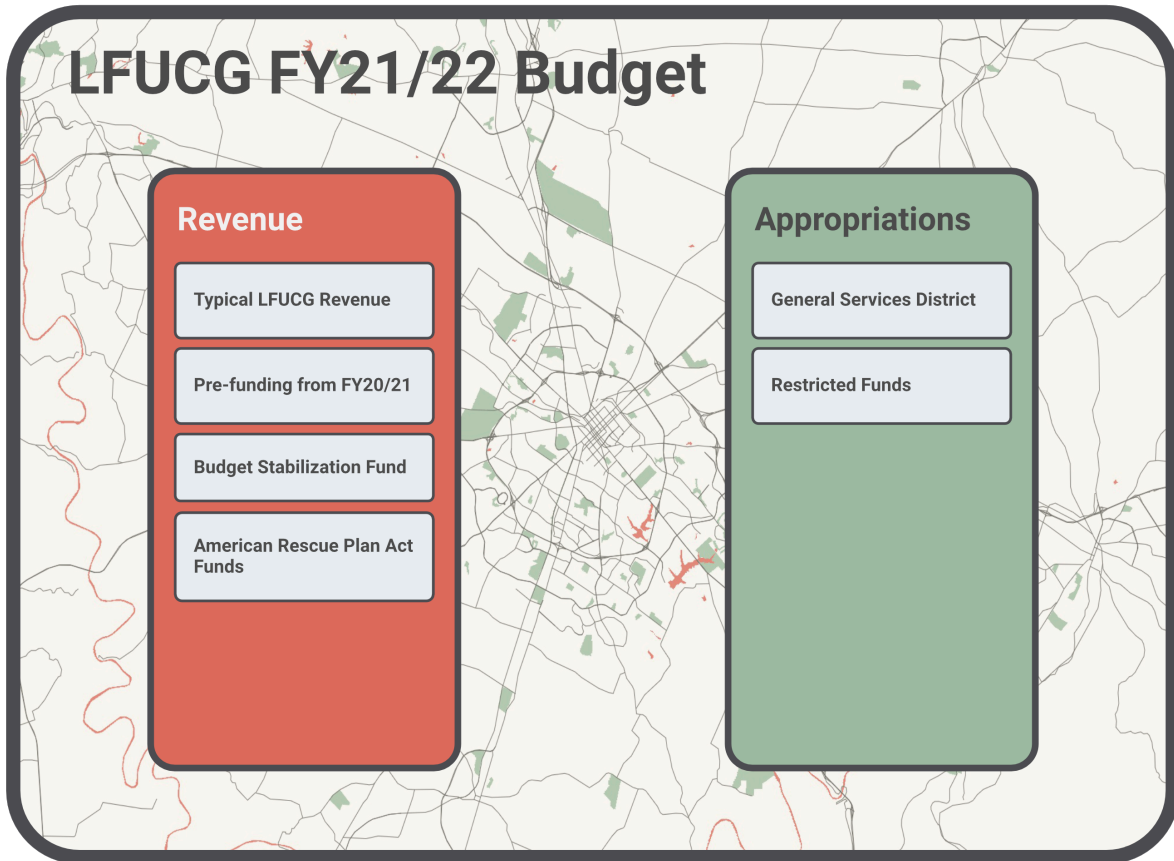 LFUCG FY21/22 Budget
Revenue
Typical LFUCG Revenue
Pre-funding from FY20/21
Budget Stabilization Fund
American Rescue Plan Act
Funds
Appropriations
General Services District
Restricted Funds